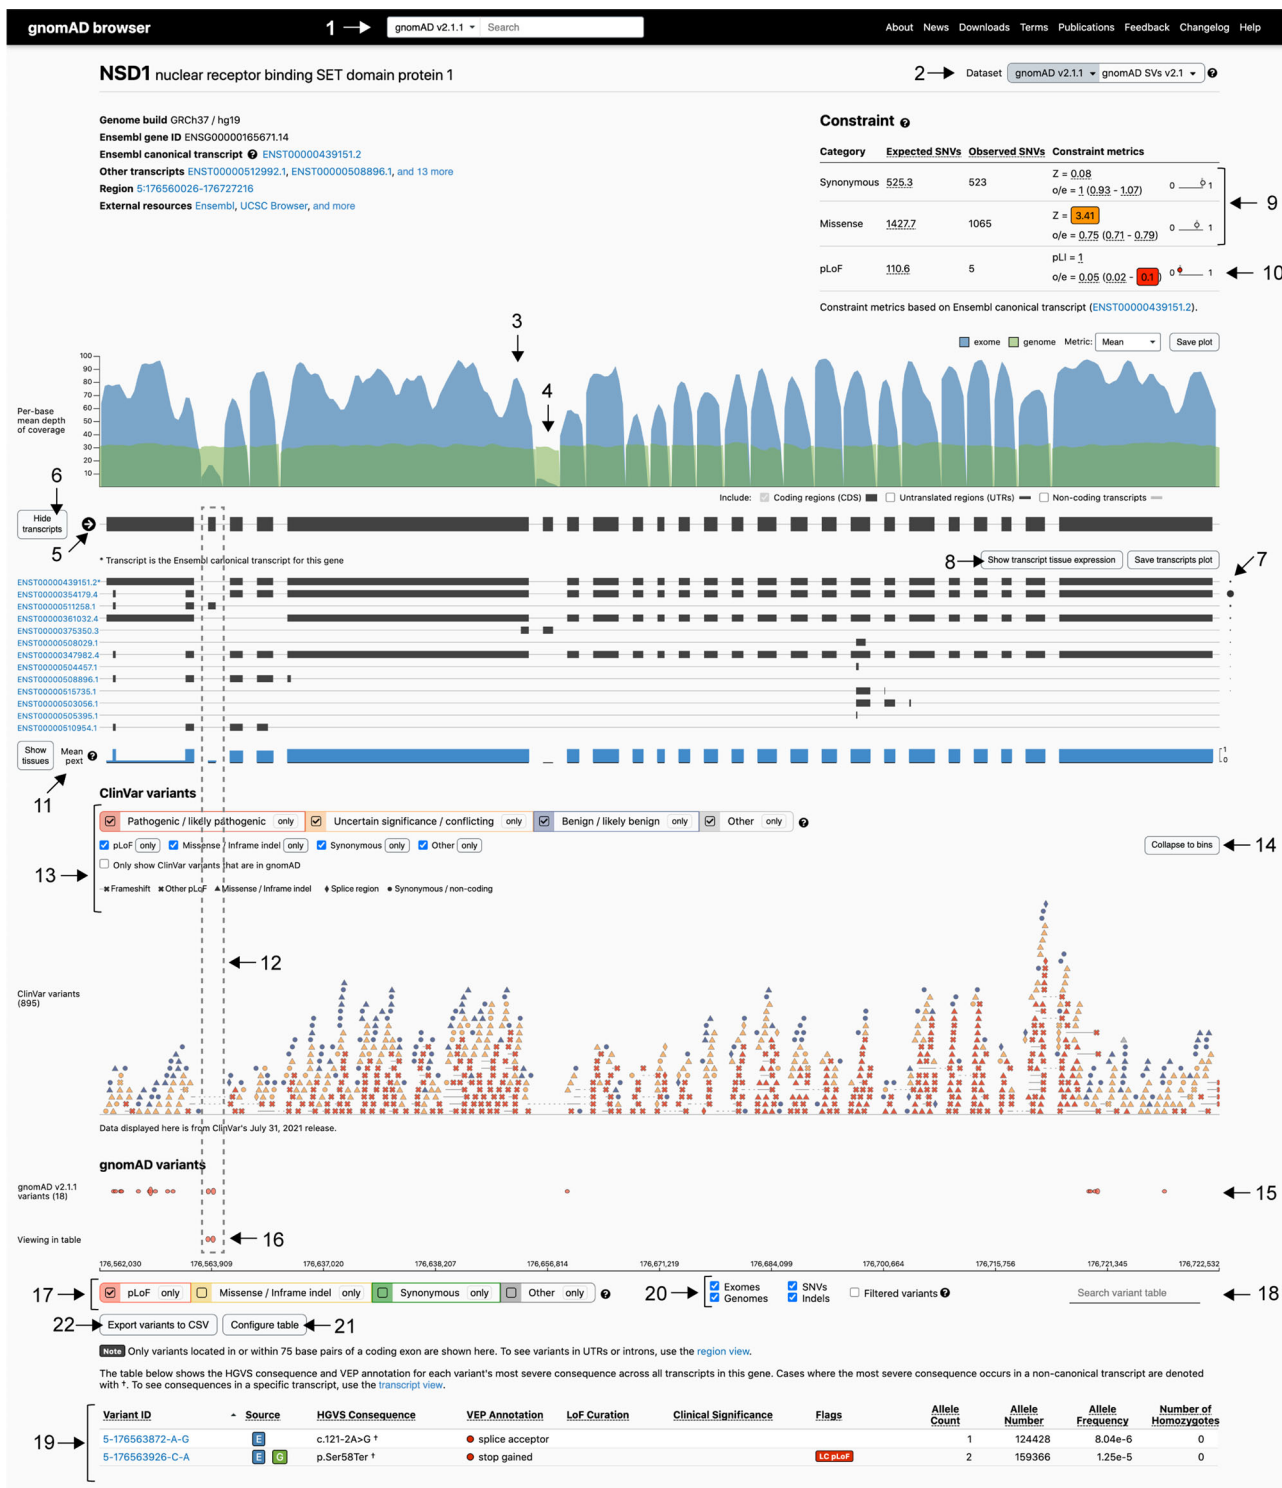 gnomAD browser 1 gnomAD v2.1.1 Search About News Downloads Terms Publications Feedback Changelog Help
NSD1 nuclear receptor binding SET domain protein 1
2 Dataset gnomAD v2.1.1 gnomAD SVs v2.1 ?
Genome build GRCh37 / hg19
Ensembl gene ID ENSG00000165671.14
Ensembl canonical transcript ? ENST00000439151.2
Other transcripts ENST00000512992.1, ENST00000508896.1, and 13 more
Region 5:176560026-176727216
External resources Ensembl, UCSC Browser, and more
Constraint ?
Category Expected SNVs Observed SNVs Constraint metrics
Synonymous 525.3 523 Z = 0.08
o/e = 1 (0.93 - 1.07) 0 1
9
Missense 1427.7 1065 Z = 3.41
o/e = 0.75 (0.71 - 0.79) 0 1
pLoF 110.6 5 pLI = 1
o/e = 0.05 (0.02 - 0.1) 0 1
10
Constraint metrics based on Ensembl canonical transcript (ENST00000439151.2).
3
exome genome Metric: Mean Save plot
4
Per-base
mean depth
of coverage
100
90
80
70
60
50
40
30
20
10
6
Include: Coding regions (CDS) Untranslated regions (UTRs) Non-coding transcripts
Hide
transcripts
5
* Transcript is the Ensembl canonical transcript for this gene
8 Show transcript tissue expression Save transcripts plot 7
ENST00000439151.2*
ENST00000354179.4
ENST00000511258.1
ENST00000361032.4
ENST00000375350.3
ENST00000508029.1
ENST00000347982.4
ENST00000504457.1
ENST00000508896.1
ENST00000515735.1
ENST00000503056.1
ENST00000505395.1
ENST00000510954.1
Show
tissues
Mean
pext ?
1
0
11
ClinVar variants
Pathogenic / likely pathogenic only Uncertain significance / conflicting only Benign / likely benign only Other only ?
pLoF only Missense / Inframe indel only Synonymous only Other only
Collapse to bins 14
Only show ClinVar variants that are in gnomAD
13
Frameshift Other pLoF Missense / Inframe indel Splice region Synonymous / non-coding
12
ClinVar variants
(895)
Data displayed here is from ClinVar's July 31, 2021 release.
gnomAD variants
gnomAD v2.1.1
variants (18)
15
Viewing in table
16
176,562,030 176,563,909 176,637,020 176,638,207 176,656,814 176,671,219 176,684,099 176,700,664 176,715,756 176,721,345 176,722,532
17 pLoF only Missense / Inframe indel only Synonymous only Other only ?
20 Exomes SNVs
Genomes Indels Filtered variants ?
Search variant table 18
22 Export variants to CSV Configure table 21
Note Only variants located in or within 75 base pairs of a coding exon are shown here. To see variants in UTRs or introns, use the region view.
The table below shows the HGVS consequence and VEP annotation for each variant's most severe consequence across all transcripts in this gene. Cases where the most severe consequence occurs in a non-canonical transcript are denoted
with †. To see consequences in a specific transcript, use the transcript view.
Variant ID Source HGVS Consequence VEP Annotation LoF Curation Clinical Significance Flags Allele Count Allele Number Allele Frequency Number of Homozygotes
19
5-176563872-A-G E c.121-2A>G † splice acceptor 1 124428 8.04e-6 0
5-176563926-C-A E G p.Ser58Ter † stop gained LC pLoF 2 159366 1.25e-5 0